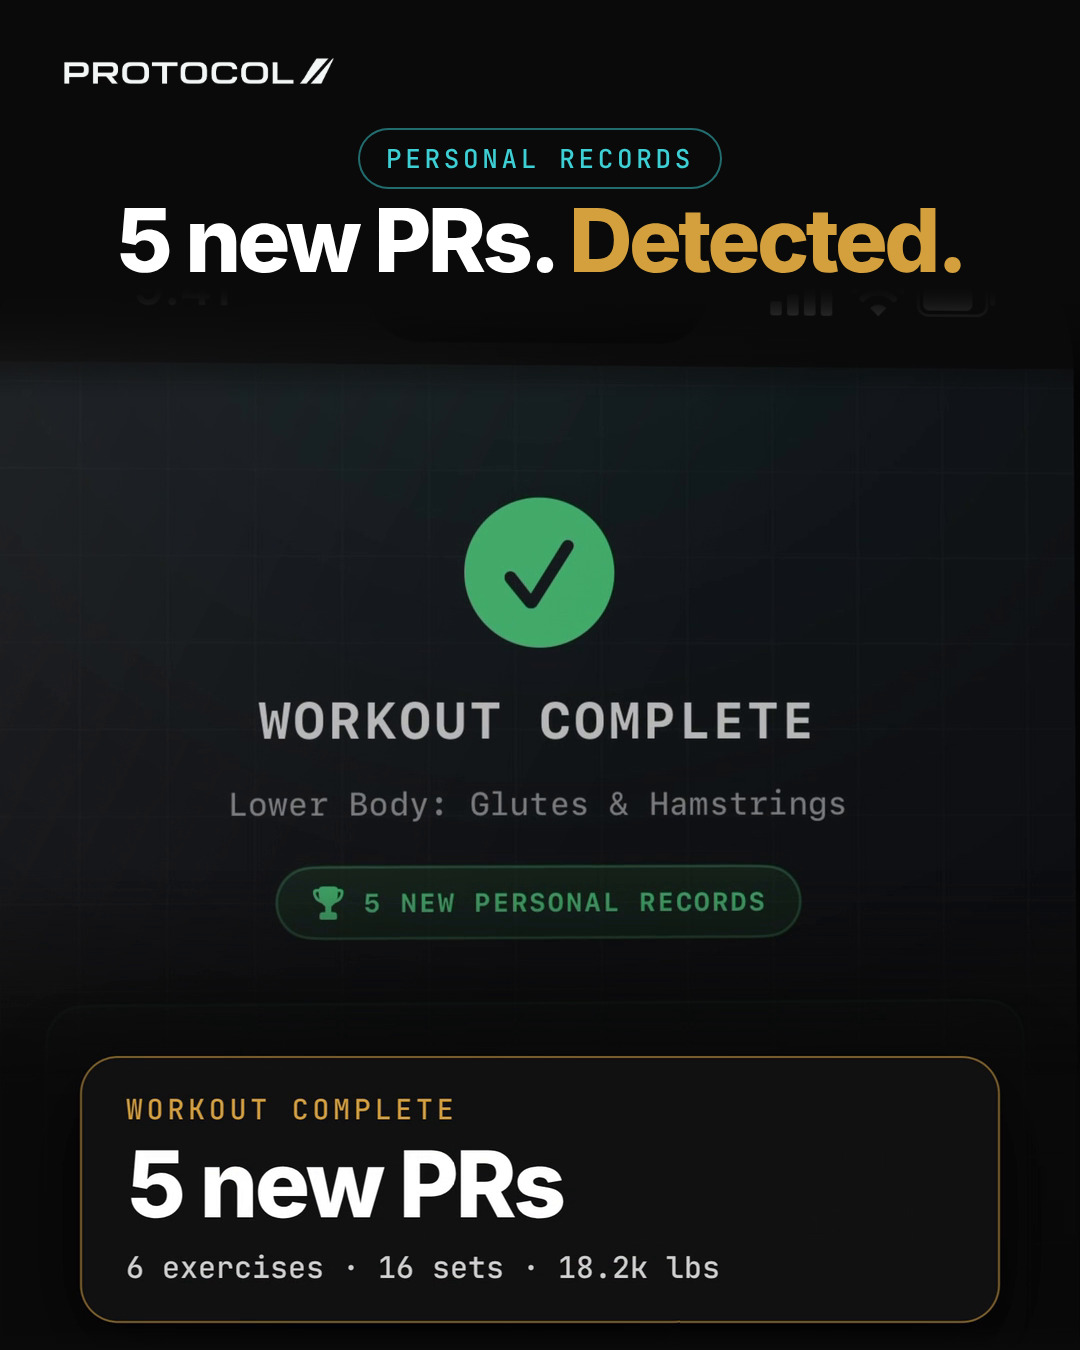 PROTOCOL
PERSONAL RECORDS
5 new PRs. Detected.
WORKOUT COMPLETE
Lower Body: Glutes & Hamstrings
5 NEW PERSONAL RECORDS
WORKOUT COMPLETE
5 new PRs
6 exercises · 16 sets · 18.2k lbs